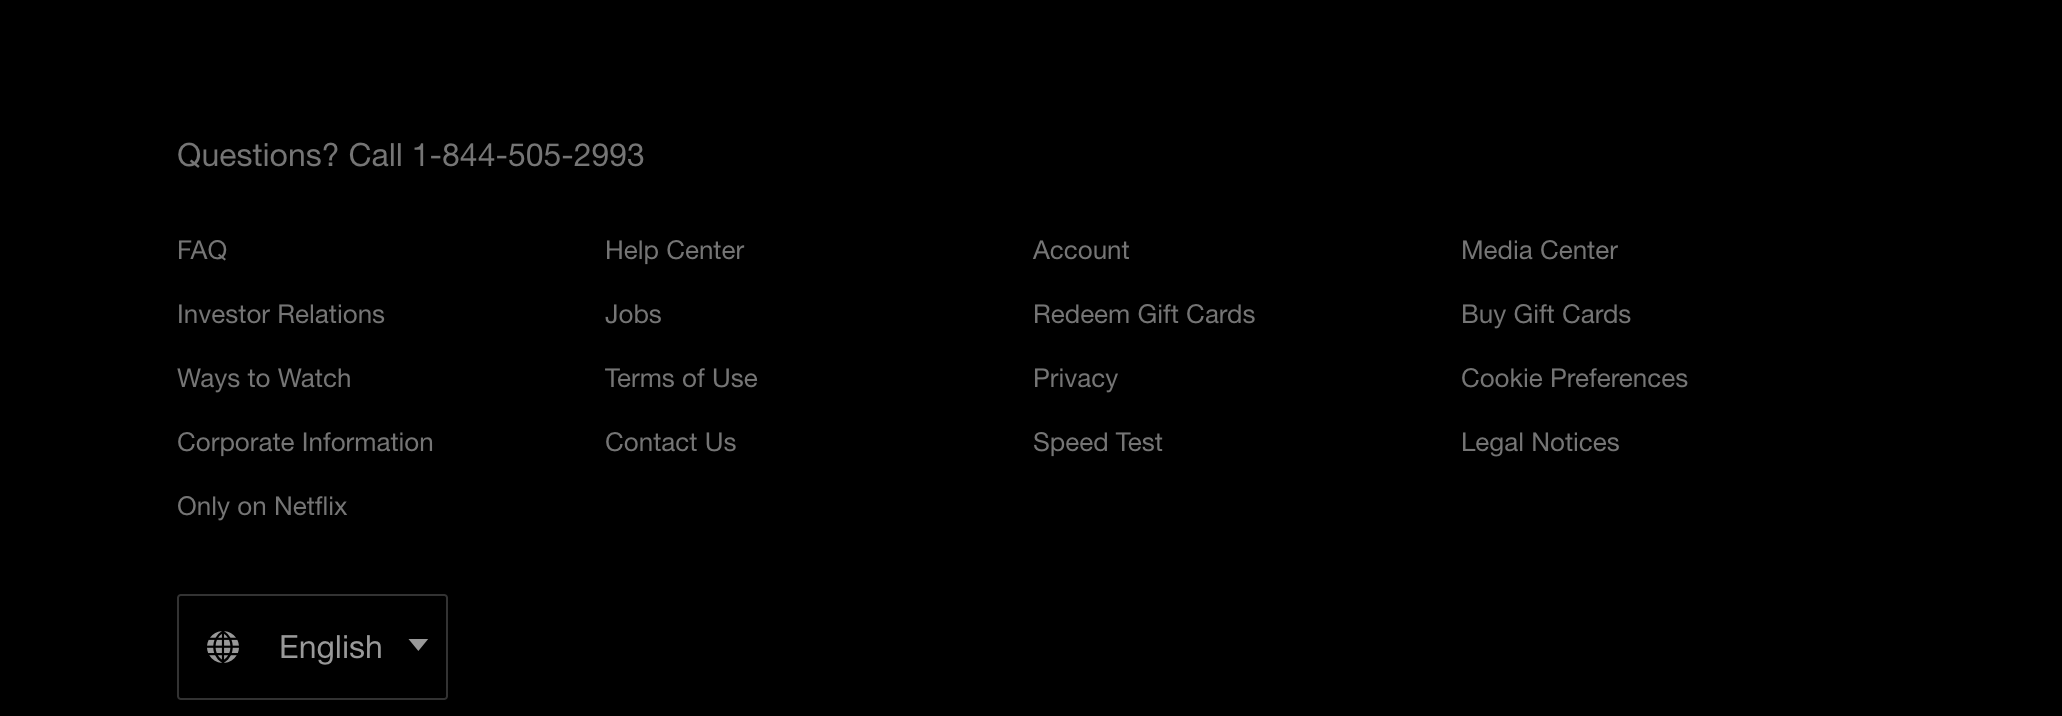 Questions? Call 1-844-505-2993
FAQ
Help Center
Account
Media Center
Investor Relations
Jobs
Redeem Gift Cards
Buy Gift Cards
Ways to Watch
Terms of Use
Privacy
Cookie Preferences
Corporate Information
Contact Us
Speed Test
Legal Notices
Only on Netflix
English